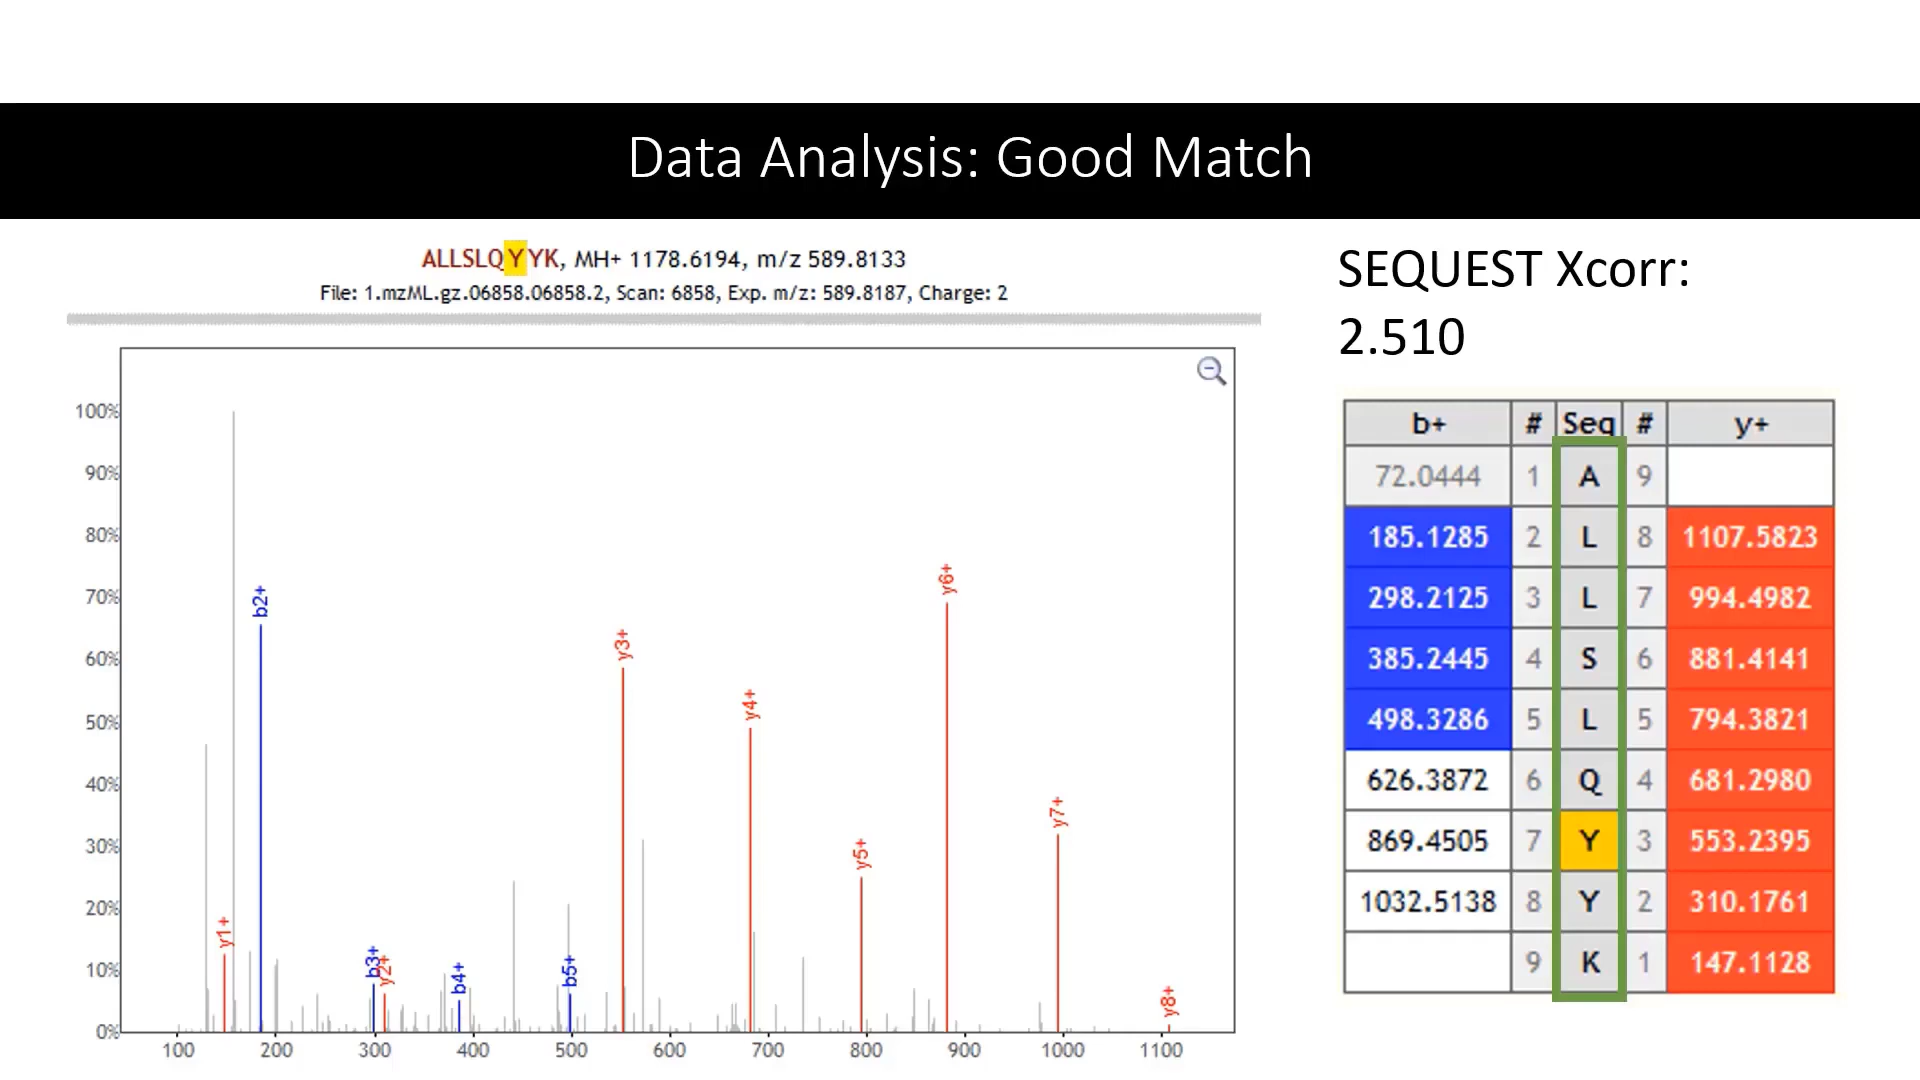 Data Analysis: Good Match
ALLSLQYYK, MH+ 1178.6194, m/z 589.8133
File: 1.mzML.gz.06858.06858.2, Scan: 6858, Exp. m/z: 589.8187, Charge: 2
SEQUEST Xcorr:
2.510
100%
90%
80%
70%
60%
50%
40%
30%
20%
10%
0%
y1+
b2+
b3+
y2+
b4+
b5+
y3+
y4+
y5+
y6+
y7+
y8+
100 200 300 400 500 600 700 800 900 1000 1100
b+ # Seq # y+
72.0444 1 A 9
185.1285 2 L 8 1107.5823
298.2125 3 L 7 994.4982
385.2445 4 S 6 881.4141
498.3286 5 L 5 794.3821
626.3872 6 Q 4 681.2980
869.4505 7 Y 3 553.2395
1032.5138 8 Y 2 310.1761
9 K 1 147.1128